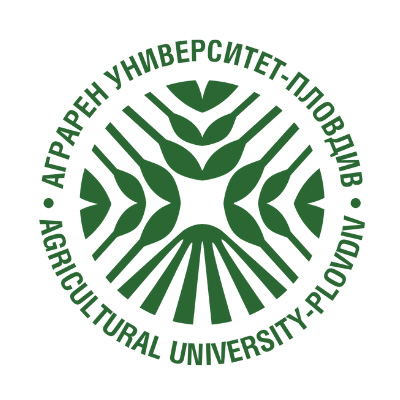 АГРАРЕН УНИВЕРСИТЕТ-ПЛОВДИВ
AGRICULTURAL UNIVERSITY-PLOVDIV